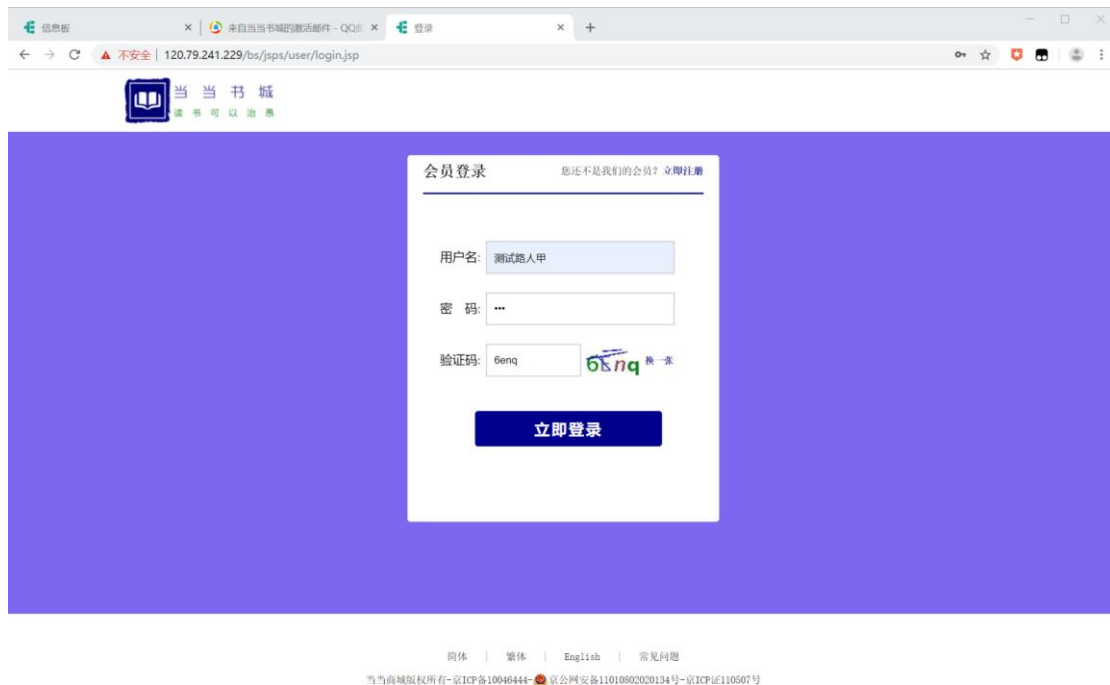 信息板
来自当当书城的激活邮件 - QQ
登录
不安全 | 120.79.241.229/bs/jsps/user/login.jsp
当当书城
读书可以治愚
会员登录 您还不是我们的会员? 立即注册
用户名: 测试路人甲
密 码: •••
验证码: 6enq 6Enq 换一张
立即登录
简体 | 繁体 | English | 常见问题
当当商城版权所有-京ICP备10046444-京公网安备11010802020134号-京ICP证110507号